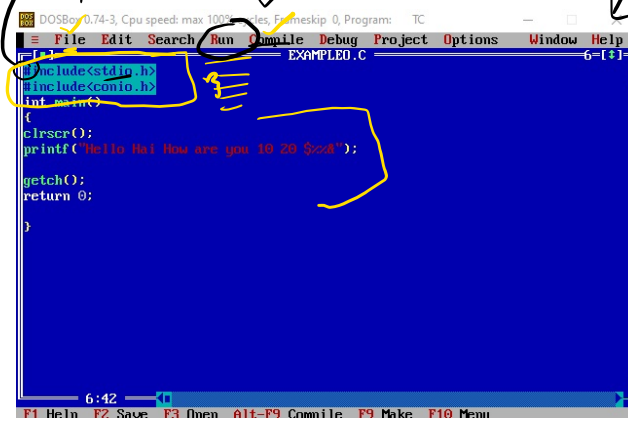 DOSBox 0.74-3, Cpu speed: max 100% cycles, Frameskip 0, Program: TC
≡ File Edit Search Run Compile Debug Project Options Window Help
EXAMPLE0.C 6=[↕]
#include<stdio.h>
#include<conio.h>
int main()
{
clrscr();
printf("Hello Hai How are you 10 20 $%%&");
getch();
return 0;
}
6:42
F1 Help F2 Save F3 Open Alt-F9 Compile F9 Make F10 Menu